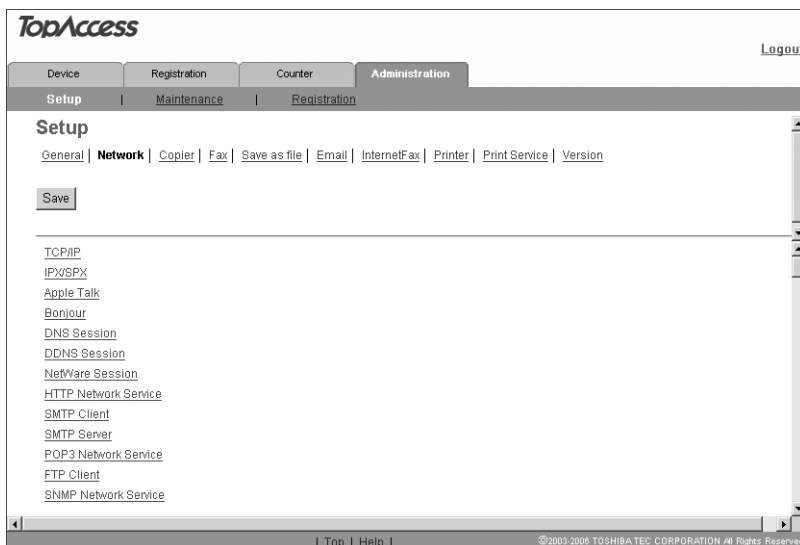 TopAccess
Logout
Device Registration Counter Administration
Setup | Maintenance | Registration
Setup
General | Network | Copier | Fax | Save as file | Email | InternetFax | Printer | Print Service | Version
Save
TCP/IP
IPX/SPX
Apple Talk
Bonjour
DNS Session
DDNS Session
NetWare Session
HTTP Network Service
SMTP Client
SMTP Server
POP3 Network Service
FTP Client
SNMP Network Service
| Top | Help | ©2003-2006 TOSHIBA TEC CORPORATION All Rights Reserved